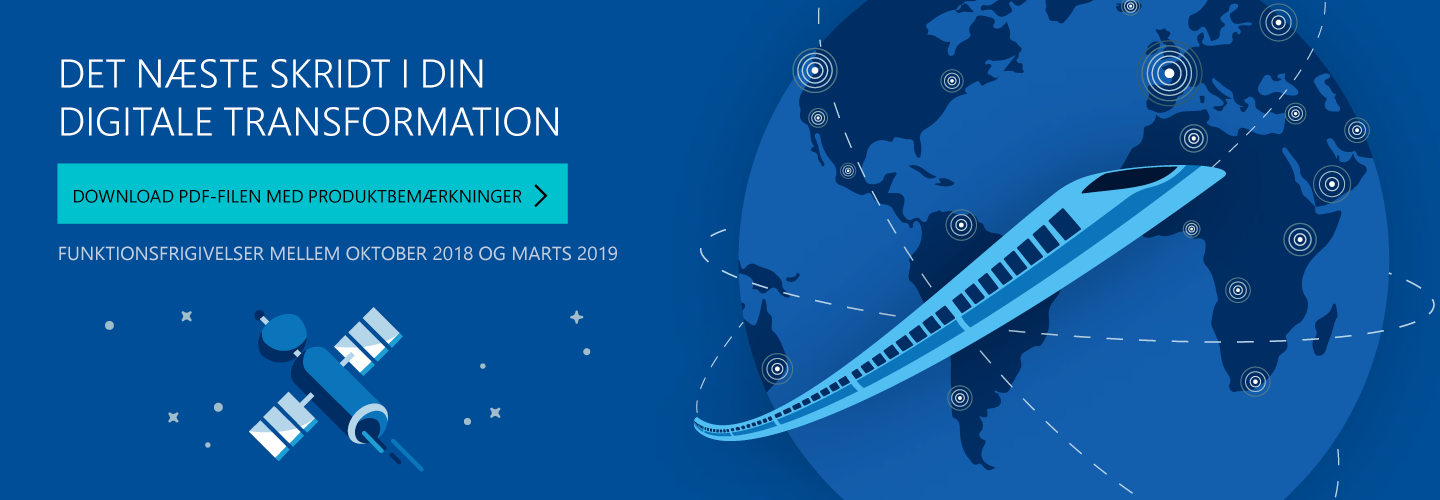 DET NÆSTE SKRIDT I DIN
DIGITALE TRANSFORMATION
DOWNLOAD PDF-FILEN MED PRODUKTBEMÆRKNINGER
FUNKTIONSFRIGIVELSER MELLEM OKTOBER 2018 OG MARTS 2019